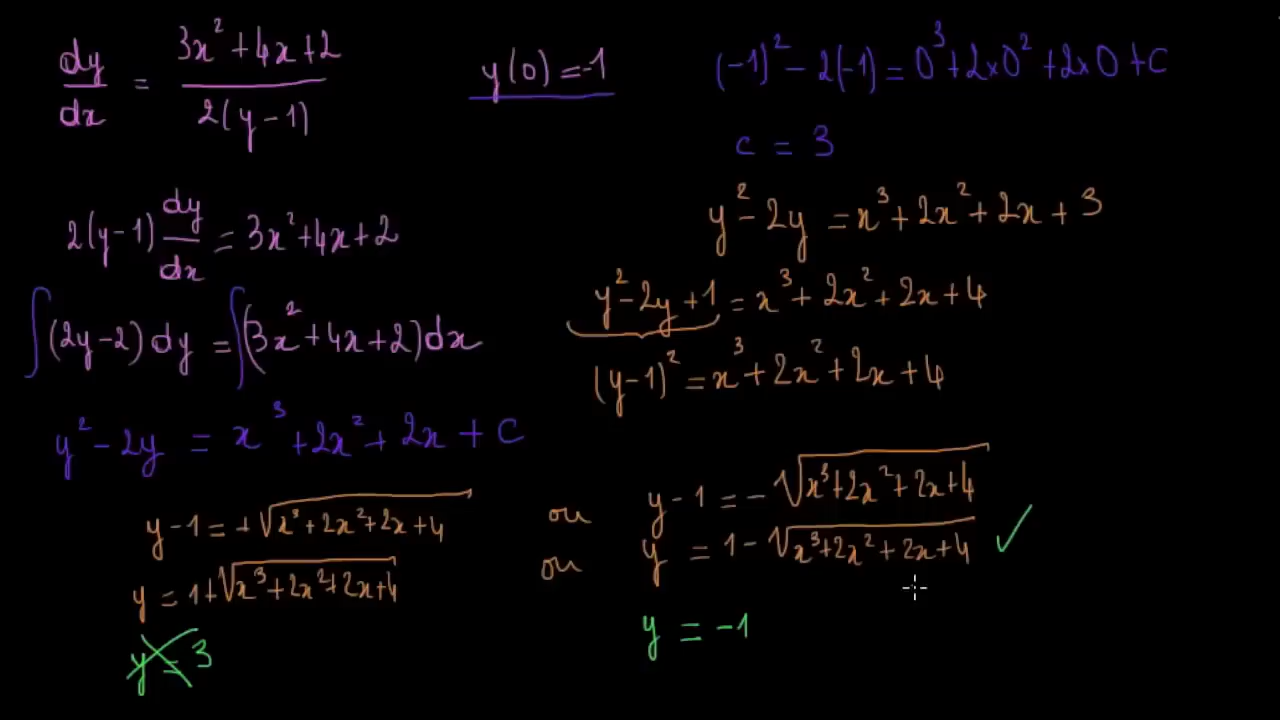 dy/dx = (3x² + 4x + 2) / (2(y - 1))
y(0) = -1
2(y-1) dy/dx = 3x² + 4x + 2
∫(2y-2) dy = ∫(3x² + 4x + 2) dx
y² - 2y = x³ + 2x² + 2x + C
(-1)² - 2(-1) = 0³ + 2×0² + 2×0 + C
C = 3
y² - 2y = x³ + 2x² + 2x + 3
y² - 2y + 1 = x³ + 2x² + 2x + 4
(y-1)² = x³ + 2x² + 2x + 4
y - 1 = +√(x³ + 2x² + 2x + 4) ou y - 1 = -√(x³ + 2x² + 2x + 4)
y = 1 + √(x³ + 2x² + 2x + 4) ou y = 1 - √(x³ + 2x² + 2x + 4) ✓
y = 3
y = -1